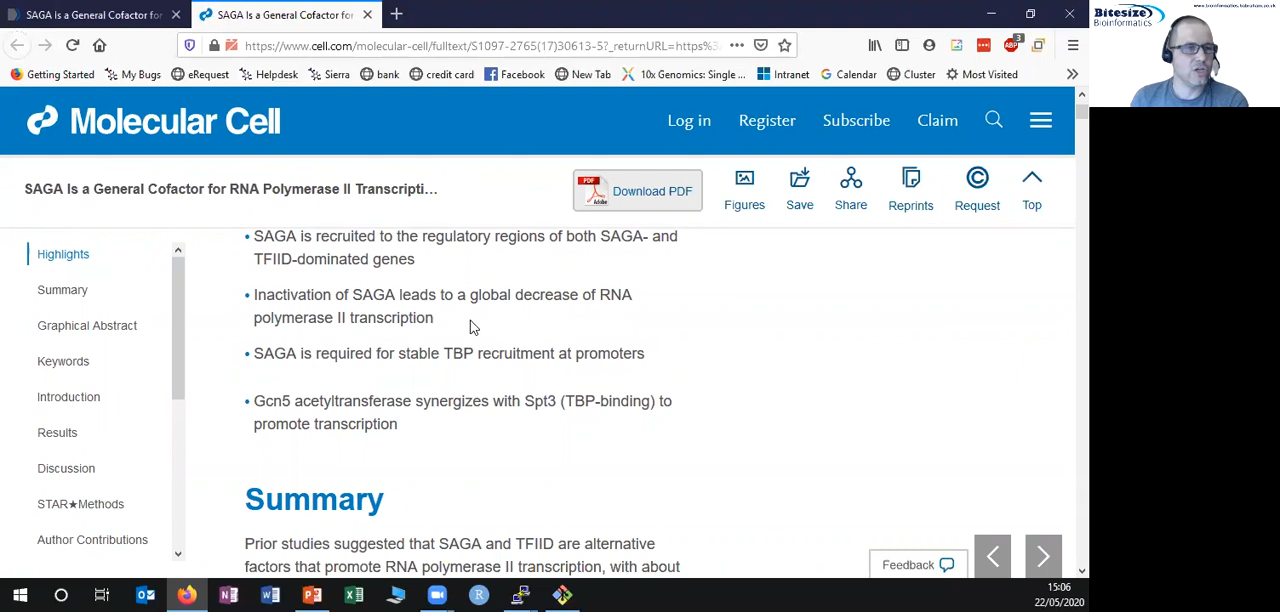 SAGA Is a General Cofactor for
SAGA Is a General Cofactor for
https://www.cell.com/molecular-cell/fulltext/S1097-2765(17)30613-5?_returnURL=https%3
3
ABP
Getting Started
My Bugs
eRequest
Helpdesk
Sierra
bank
credit card
Facebook
New Tab
10x Genomics: Single ...
Intranet
Calendar
Cluster
Most Visited
Bitesize
Bioinformatics
Molecular Cell
Log in
Register
Subscribe
Claim
SAGA Is a General Cofactor for RNA Polymerase II Transcripti...
PDF
Adobe
Download PDF
Figures
Save
Share
Reprints
Request
Top
Highlights
Summary
Graphical Abstract
Keywords
Introduction
Results
Discussion
STAR★Methods
Author Contributions
• SAGA is recruited to the regulatory regions of both SAGA- and
TFIID-dominated genes
• Inactivation of SAGA leads to a global decrease of RNA
polymerase II transcription
• SAGA is required for stable TBP recruitment at promoters
• Gcn5 acetyltransferase synergizes with Spt3 (TBP-binding) to
promote transcription
Summary
Prior studies suggested that SAGA and TFIID are alternative
factors that promote RNA polymerase II transcription, with about
Feedback
15:06
22/05/2020